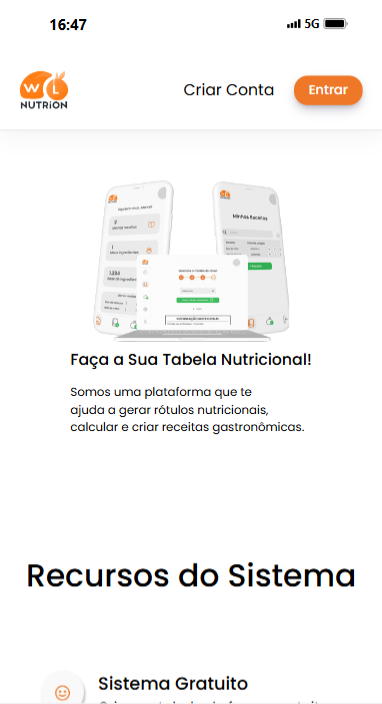 16:47
5G
WL
NUTRiON
Criar Conta
Entrar
Minhas Receitas
Faça a Sua Tabela Nutricional!
Somos uma plataforma que te
ajuda a gerar rótulos nutricionais,
calcular e criar receitas gastronômicas.
Recursos do Sistema
Sistema Gratuito